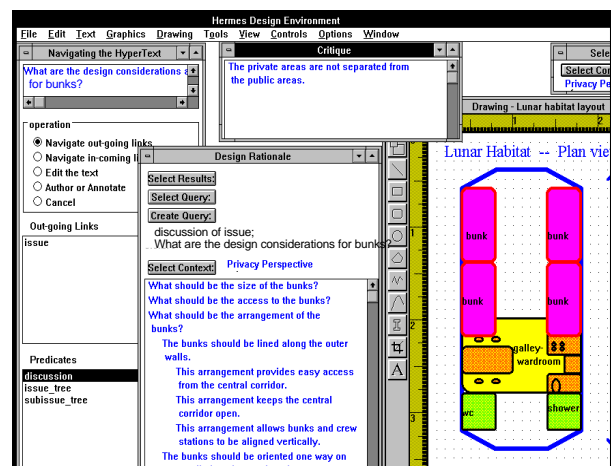 Hermes Design Environment
File Edit Text Graphics Drawing Tools View Controls Options Window
Navigating the HyperText
What are the design considerations
for bunks?
operation
Navigate out-going links
Navigate in-coming li
Edit the text
Author or Annotate
Cancel
Out-going Links
issue
Predicates
discussion
issue_tree
subissue_tree
Critique
The private areas are not separated from
the public areas.
Design Rationale
Select Results:
Select Query:
Create Query:
discussion of issue;
What are the design considerations for bunks?
Select Context: Privacy Perspective
What should be the size of the bunks?
What should be the access to the bunks?
What should be the arrangement of the
bunks?
The bunks should be lined along the outer
walls.
This arrangement provides easy access
from the central corridor.
This arrangement keeps the central
corridor open.
This arrangement allows bunks and crew
stations to be aligned vertically.
The bunks should be oriented one way on
Sele
Select Con
Privacy Pe
Drawing - Lunar habitat layout
1 2
Lunar Habitat -- Plan vie
1
2
3
A
bunk bunk
bunk bunk
galley-
wardroom
wc shower